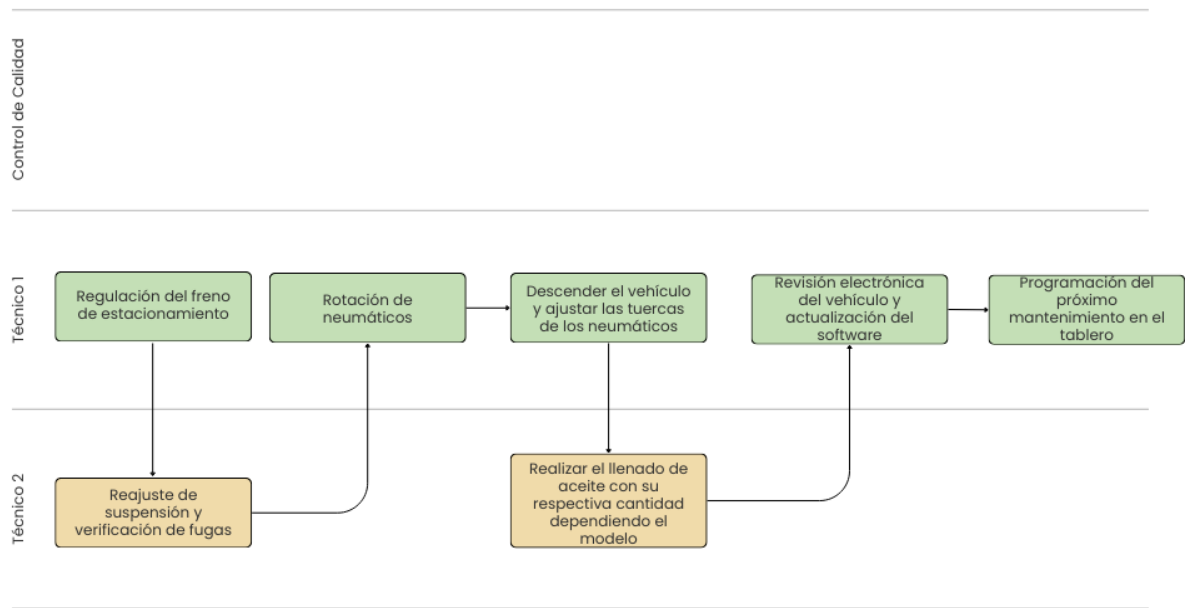 Control de Calidad
Técnico 1
Regulación del freno
de estacionamiento
Rotación de
neumáticos
Descender el vehículo
y ajustar las tuercas
de los neumáticos
Revisión electrónica
del vehículo y
actualización del
software
Programación del
próximo
mantenimiento en el
tablero
Técnico 2
Reajuste de
suspensión y
verificación de fugas
Realizar el llenado de
aceite con su
respectiva cantidad
dependiendo el
modelo